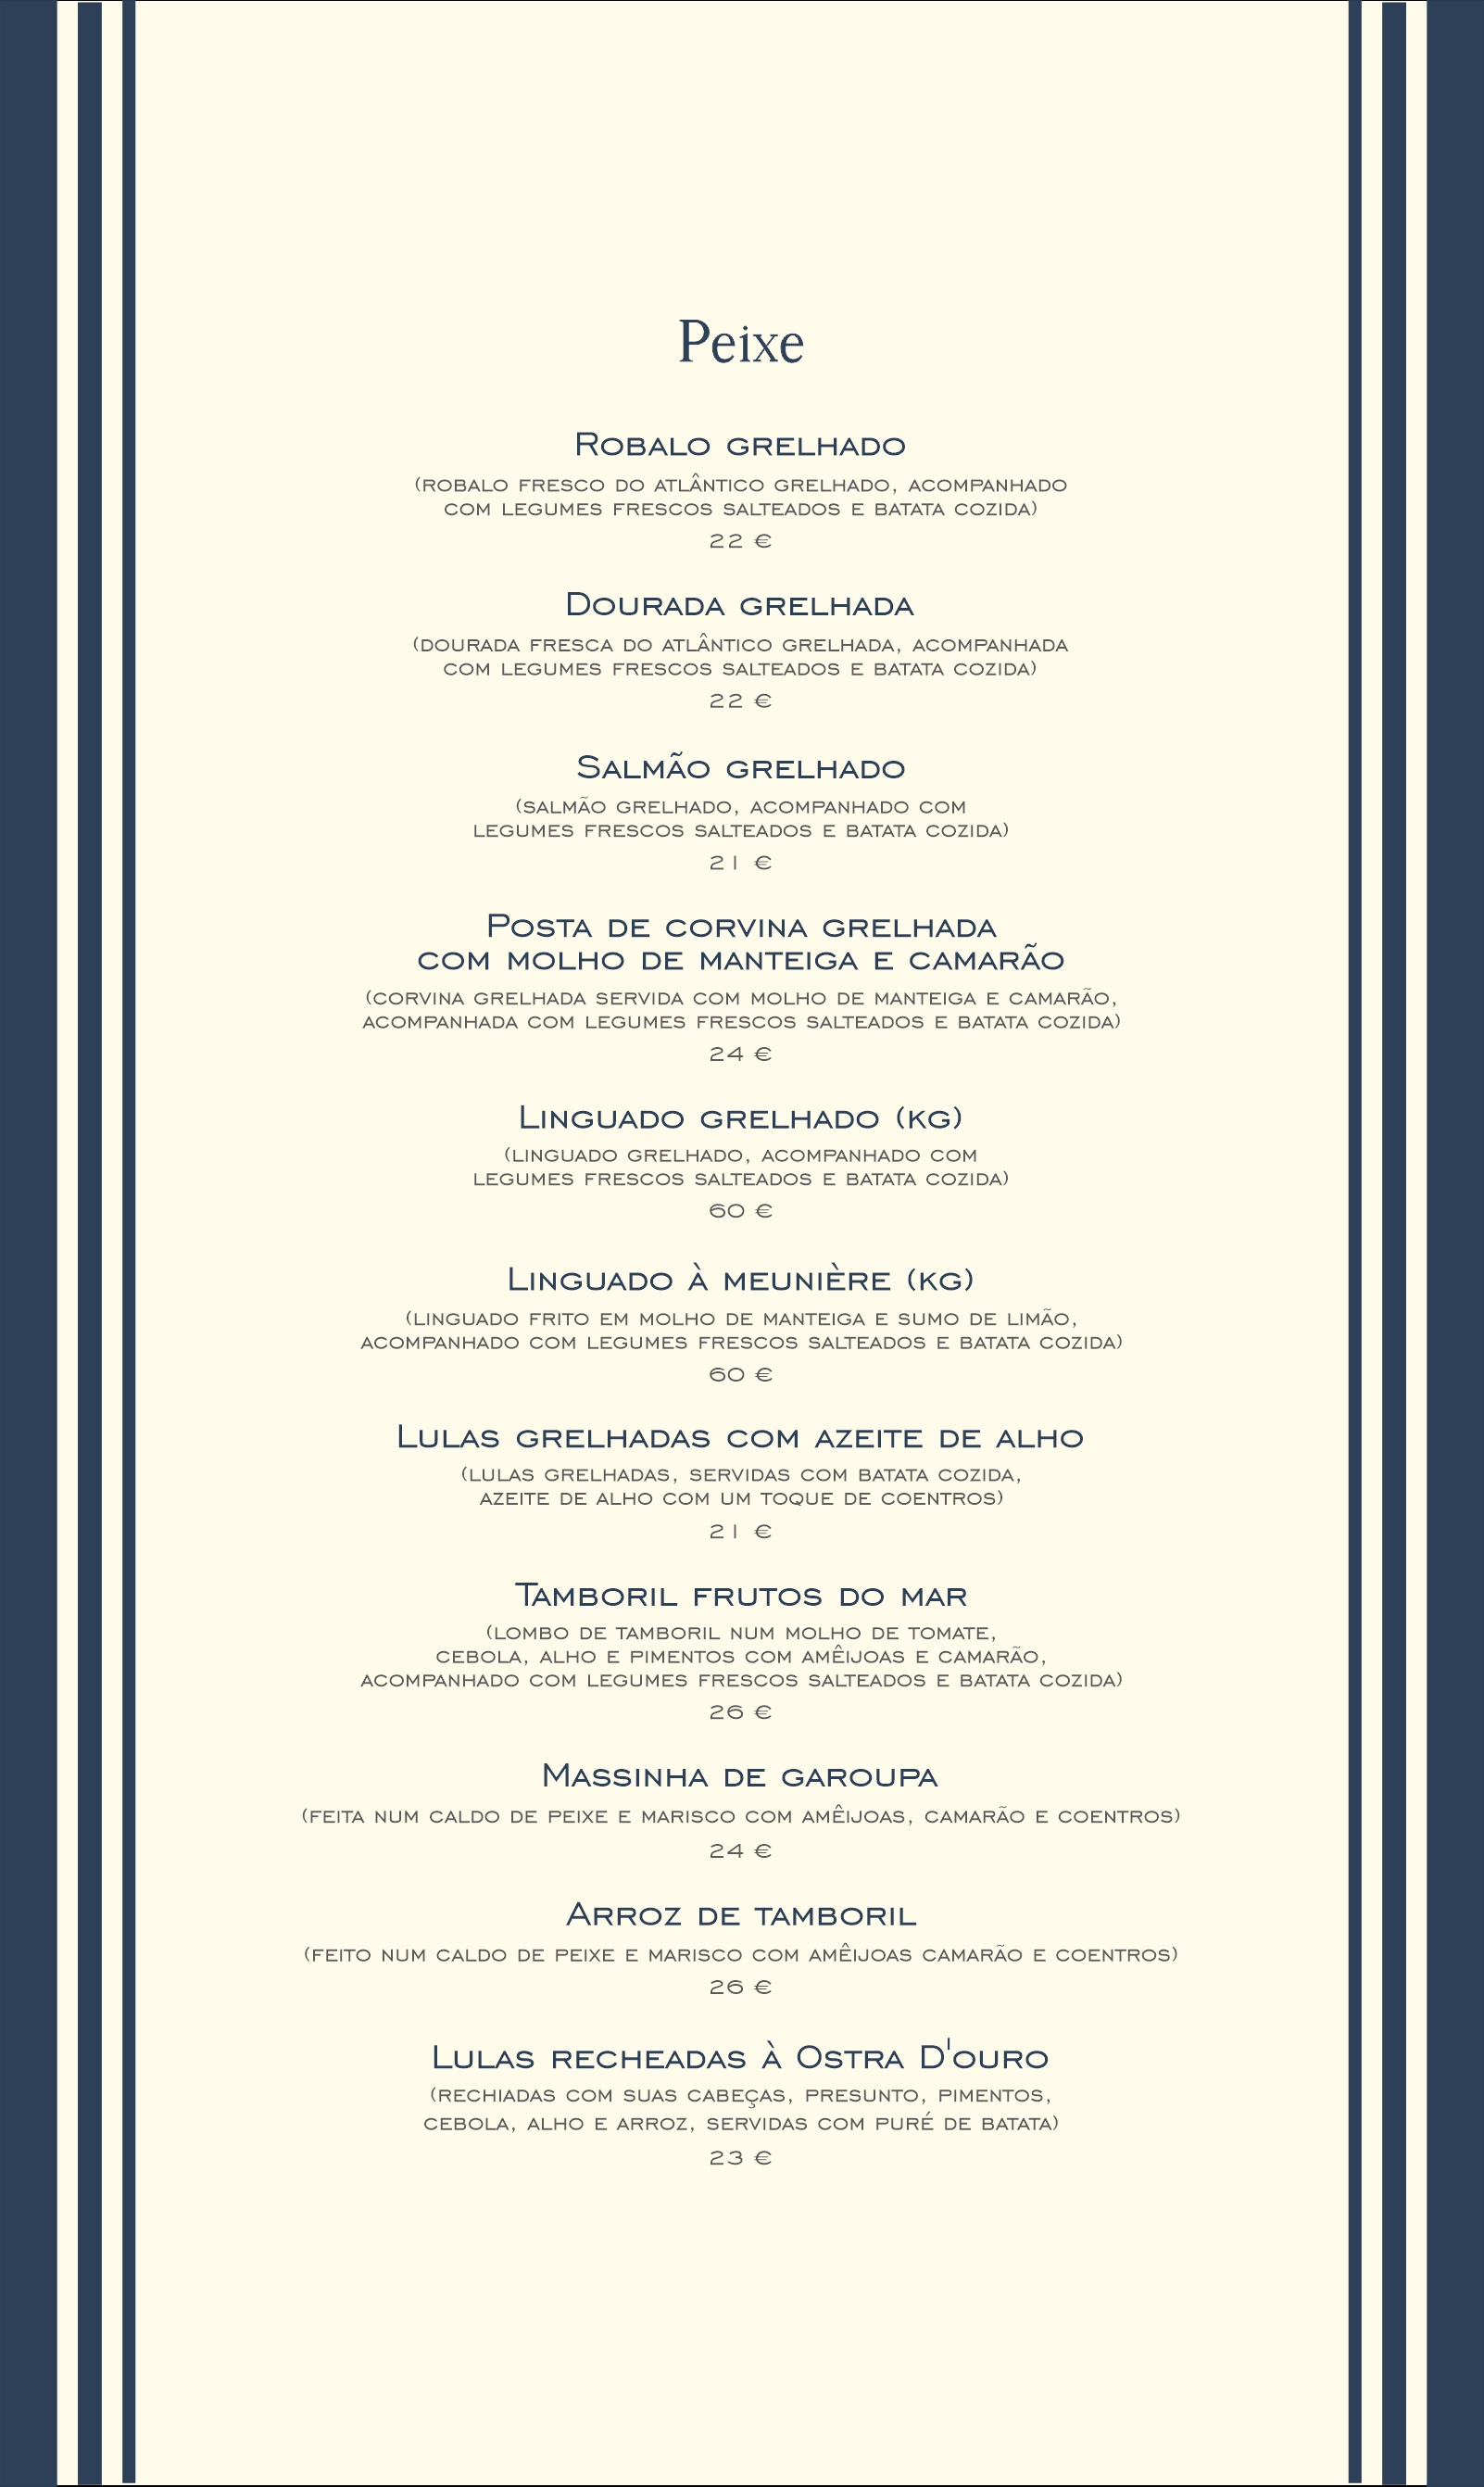 Peixe
Robalo grelhado
(robalo fresco do atlântico grelhado, acompanhado
com legumes frescos salteados e batata cozida)
22 €
Dourada grelhada
(dourada fresca do atlântico grelhada, acompanhada
com legumes frescos salteados e batata cozida)
22 €
Salmão grelhado
(salmão grelhado, acompanhado com
legumes frescos salteados e batata cozida)
21 €
Posta de corvina grelhada
com molho de manteiga e camarão
(corvina grelhada servida com molho de manteiga e camarão,
acompanhada com legumes frescos salteados e batata cozida)
24 €
Linguado grelhado (kg)
(linguado grelhado, acompanhado com
legumes frescos salteados e batata cozida)
60 €
Linguado à meunière (kg)
(linguado frito em molho de manteiga e sumo de limão,
acompanhado com legumes frescos salteados e batata cozida)
60 €
Lulas grelhadas com azeite de alho
(lulas grelhadas, servidas com batata cozida,
azeite de alho com um toque de coentros)
21 €
Tamboril frutos do mar
(lombo de tamboril num molho de tomate,
cebola, alho e pimentos com amêijoas e camarão,
acompanhado com legumes frescos salteados e batata cozida)
26 €
Massinha de garoupa
(feita num caldo de peixe e marisco com amêijoas, camarão e coentros)
24 €
Arroz de tamboril
(feito num caldo de peixe e marisco com amêijoas camarão e coentros)
26 €
Lulas recheadas à Ostra D'ouro
(rechiadas com suas cabeças, presunto, pimentos,
cebola, alho e arroz, servidas com puré de batata)
23 €